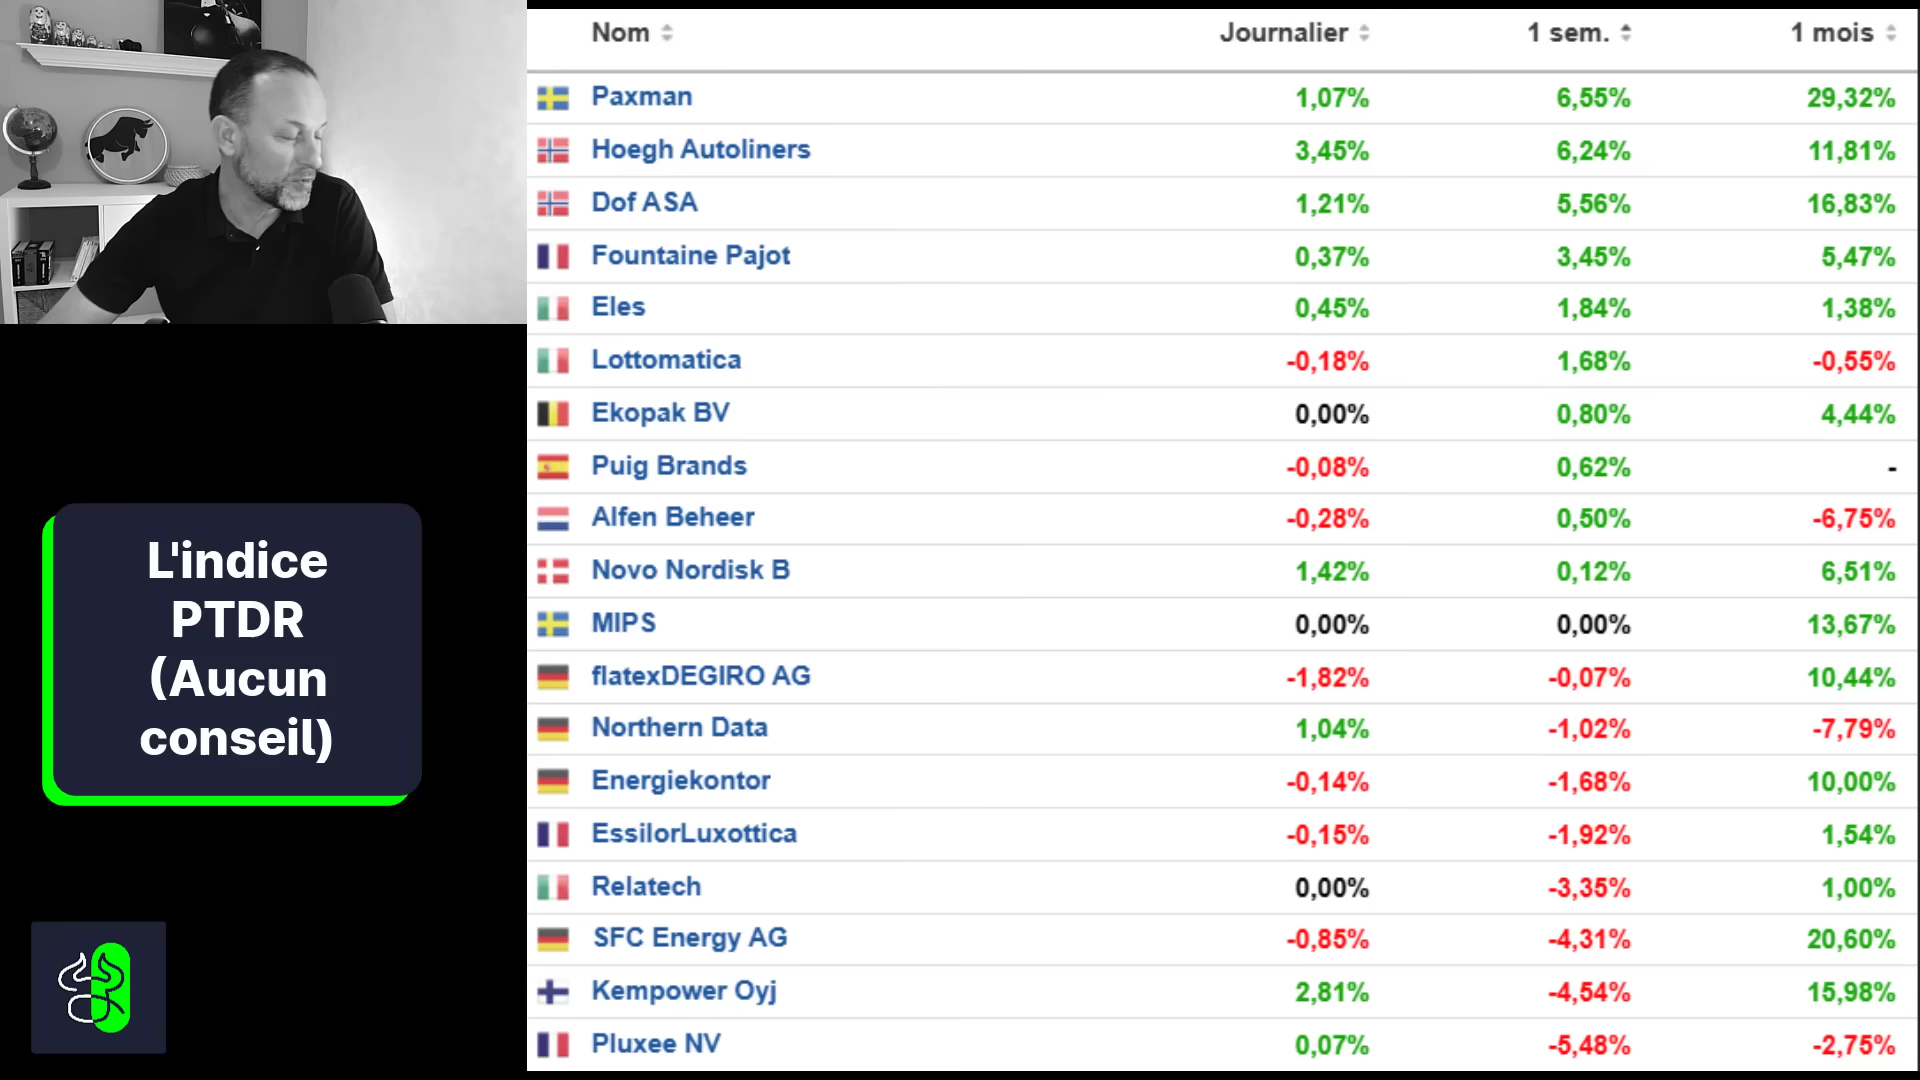 Nom Journalier 1 sem. 1 mois
Paxman 1,07% 6,55% 29,32%
Hoegh Autoliners 3,45% 6,24% 11,81%
Dof ASA 1,21% 5,56% 16,83%
Fountaine Pajot 0,37% 3,45% 5,47%
Eles 0,45% 1,84% 1,38%
Lottomatica -0,18% 1,68% -0,55%
Ekopak BV 0,00% 0,80% 4,44%
Puig Brands -0,08% 0,62% -
Alfen Beheer -0,28% 0,50% -6,75%
Novo Nordisk B 1,42% 0,12% 6,51%
MIPS 0,00% 0,00% 13,67%
flatexDEGIRO AG -1,82% -0,07% 10,44%
Northern Data 1,04% -1,02% -7,79%
Energiekontor -0,14% -1,68% 10,00%
EssilorLuxottica -0,15% -1,92% 1,54%
Relatech 0,00% -3,35% 1,00%
SFC Energy AG -0,85% -4,31% 20,60%
Kempower Oyj 2,81% -4,54% 15,98%
Pluxee NV 0,07% -5,48% -2,75%
L'indice
PTDR
(Aucun
conseil)